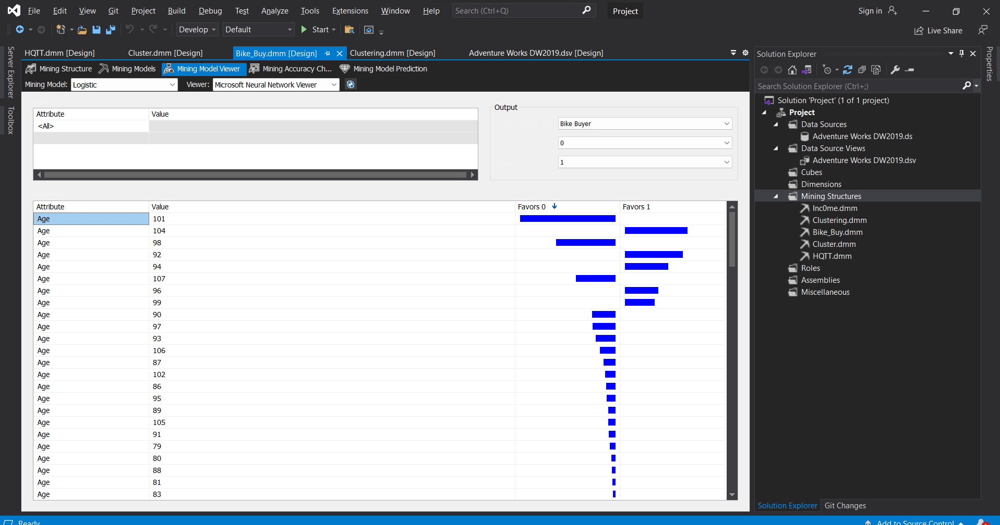 File Edit View Git Project Build Debug Test Analyze Tools Extensions Window Help Search (Ctrl+Q) Project Sign in
Develop Default Start Live Share
Server Explorer
Toolbox
HQTT.dmm [Design] Cluster.dmm [Design] Bike_Buy.dmm [Design] Clustering.dmm [Design] Adventure Works DW2019.dsv [Design]
Mining Structure Mining Models Mining Model Viewer Mining Accuracy Ch... Mining Model Prediction
Mining Model: Logistic Viewer: Microsoft Neural Network Viewer
Attribute Value
<All>
Output
Bike Buyer
0
1
Attribute Value Favors 0 Favors 1
Age 101
Age 104
Age 98
Age 92
Age 94
Age 107
Age 96
Age 99
Age 90
Age 97
Age 93
Age 106
Age 87
Age 102
Age 86
Age 95
Age 89
Age 105
Age 91
Age 79
Age 80
Age 88
Age 81
Age 83
Solution Explorer
Search Solution Explorer (Ctrl+;)
Solution 'Project' (1 of 1 project)
Project
Data Sources
Adventure Works DW2019.ds
Data Source Views
Adventure Works DW2019.dsv
Cubes
Dimensions
Mining Structures
Inc0me.dmm
Clustering.dmm
Bike_Buy.dmm
Cluster.dmm
HQTT.dmm
Roles
Assemblies
Miscellaneous
Solution Explorer Git Changes
Properties
Ready Add to Source Control